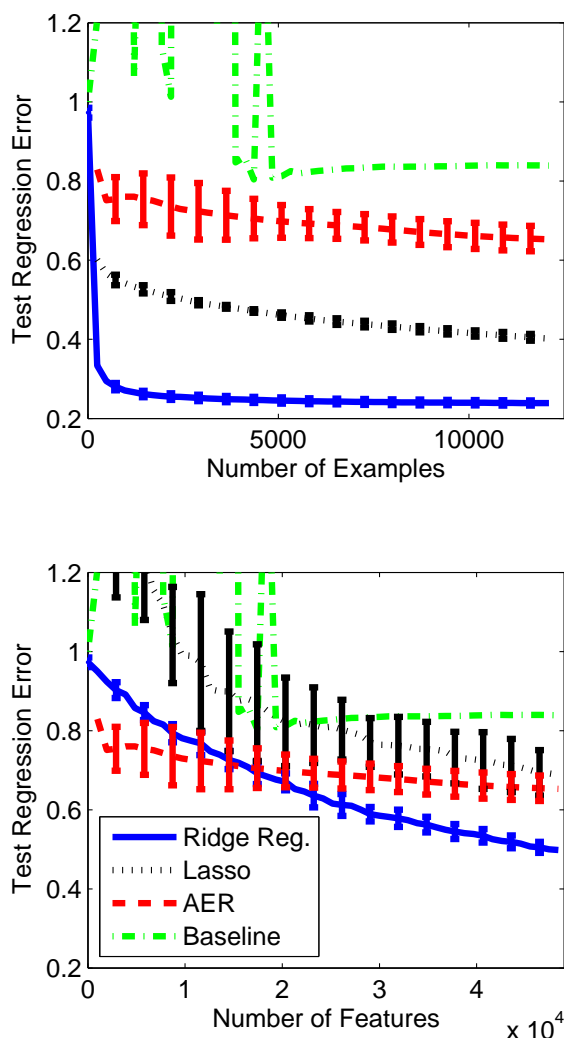 1.2
1
0.8
0.6
0.4
0.2
Test Regression Error
0 5000 10000
Number of Examples
1.2
1
0.8
0.6
0.4
0.2
Test Regression Error
Ridge Reg.
Lasso
AER
Baseline
0 1 2 3 4
Number of Features
x 10^4